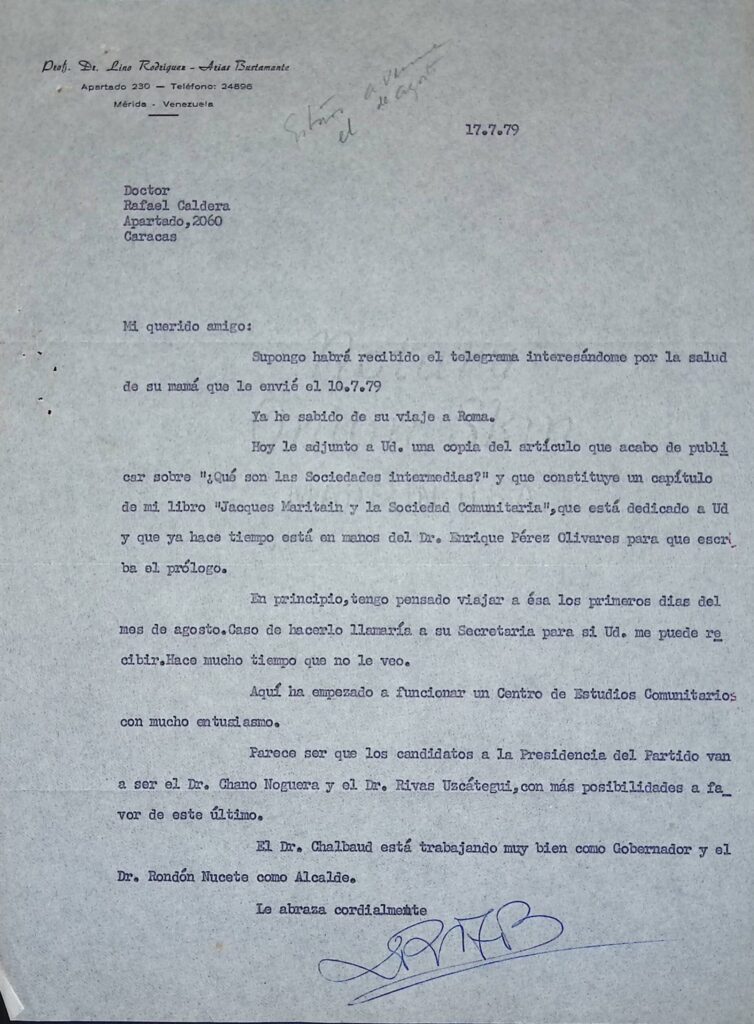 Prof. Dr. Lino Rodríguez - Arias Bustamante
Apartado 230 — Teléfono: 24896
Mérida - Venezuela
a
de agosto
el
17.7.79
Doctor
Rafael Caldera
Apartado,2060
Caracas
Mi querido amigo:
Supongo habrá recibido el telegrama interesándome por la salud
de su mamá que le envié el 10.7.79
Ya he sabido de su viaje a Roma.
Hoy le adjunto a Ud. una copia del artículo que acabo de publi
car sobre "¿Qué son las Sociedades intermedias?" y que constituye un capítulo
de mi libro "Jacques Maritain y la Sociedad Comunitaria",que está dedicado a Ud
y que ya hace tiempo está en manos del Dr. Enrique Pérez Olivares para que escri
ba el prólogo.
En principio,tengo pensado viajar a ésa los primeros dias del
mes de agosto.Caso de hacerlo llamaría a su Secretaria para si Ud. me puede re
cibir.Hace mucho tiempo que no le veo.
Aquí ha empezado a funcionar un Centro de Estudios Comunitarios
con mucho entusiasmo.
Parece ser que los candidatos a la Presidencia del Partido van
a ser el Dr. Chano Noguera y el Dr. Rivas Uzcátegui,con más posibilidades a fa_
vor de este último.
El Dr. Chalbaud está trabajando muy bien como Gobernador y el
Dr. Rondón Nucete como Alcalde.
Le abraza cordialmente